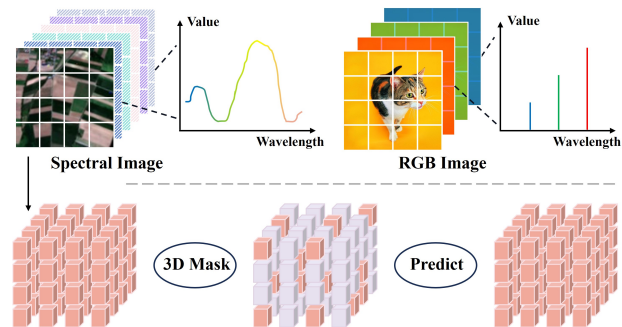 Value
Wavelength
Spectral Image
Value
Wavelength
RGB Image
3D Mask
Predict